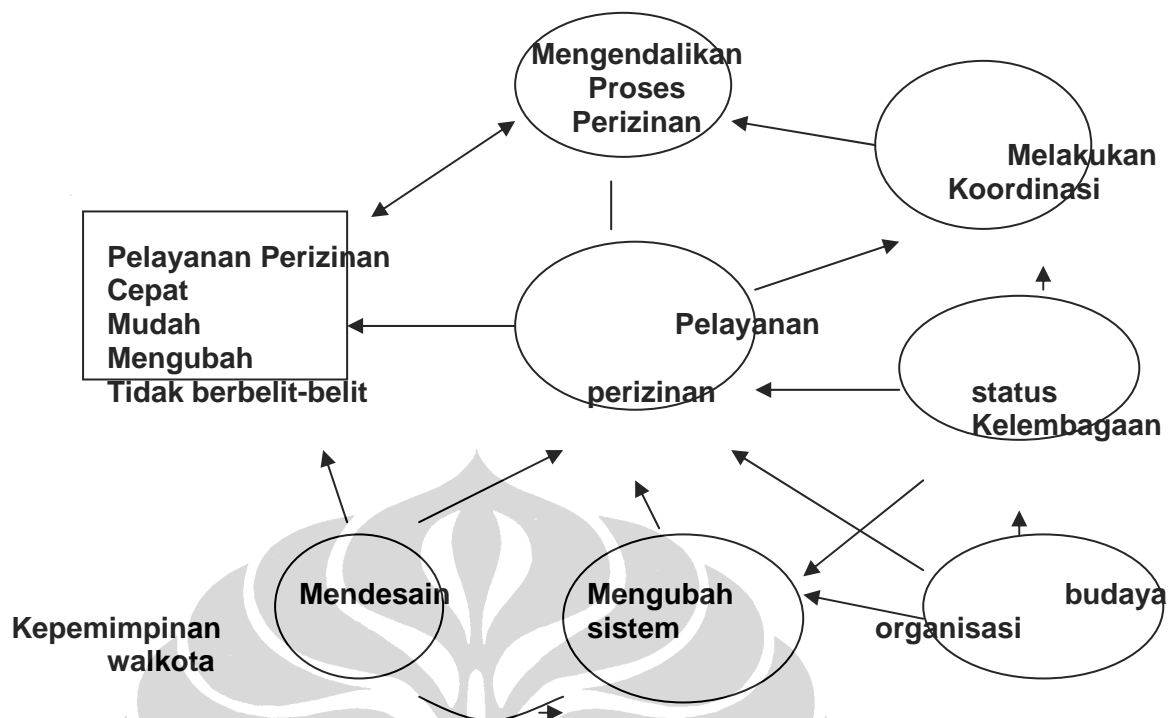 Mengendalikan
Proses
Perizinan
Melakukan
Koordinasi
Pelayanan Perizinan
Cepat
Mudah
Mengubah
Tidak berbelit-belit
Pelayanan
perizinan
status
Kelembagaan
Mendesain
Kepemimpinan
walkota
Mengubah
sistem
budaya
organisasi